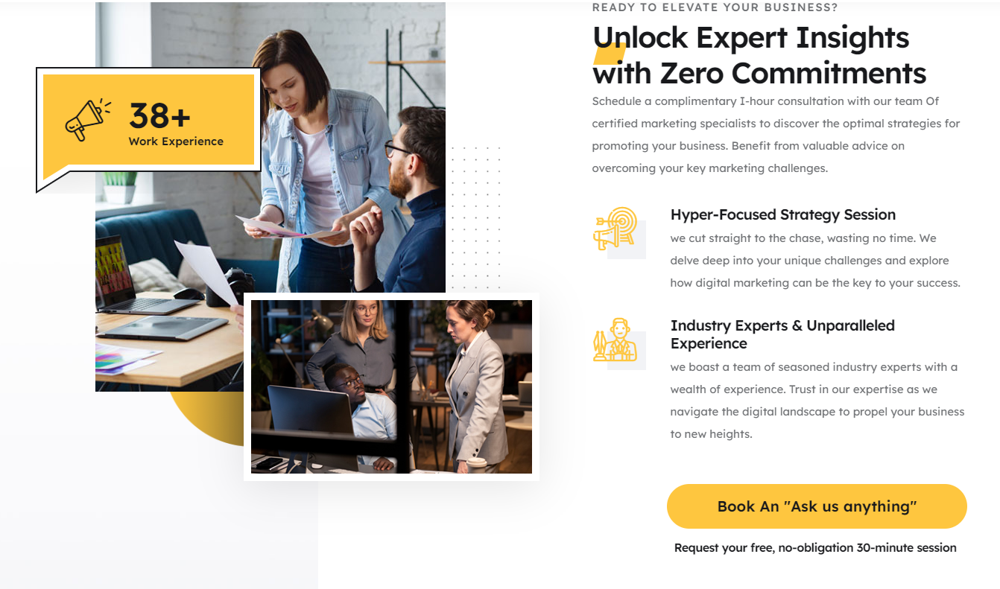 READY TO ELEVATE YOUR BUSINESS?
Unlock Expert Insights
with Zero Commitments
Schedule a complimentary I-hour consultation with our team Of
certified marketing specialists to discover the optimal strategies for
promoting your business. Benefit from valuable advice on
overcoming your key marketing challenges.
38+
Work Experience
Hyper-Focused Strategy Session
we cut straight to the chase, wasting no time. We
delve deep into your unique challenges and explore
how digital marketing can be the key to your success.
Industry Experts & Unparalleled
Experience
we boast a team of seasoned industry experts with a
wealth of experience. Trust in our expertise as we
navigate the digital landscape to propel your business
to new heights.
Book An "Ask us anything"
Request your free, no-obligation 30-minute session